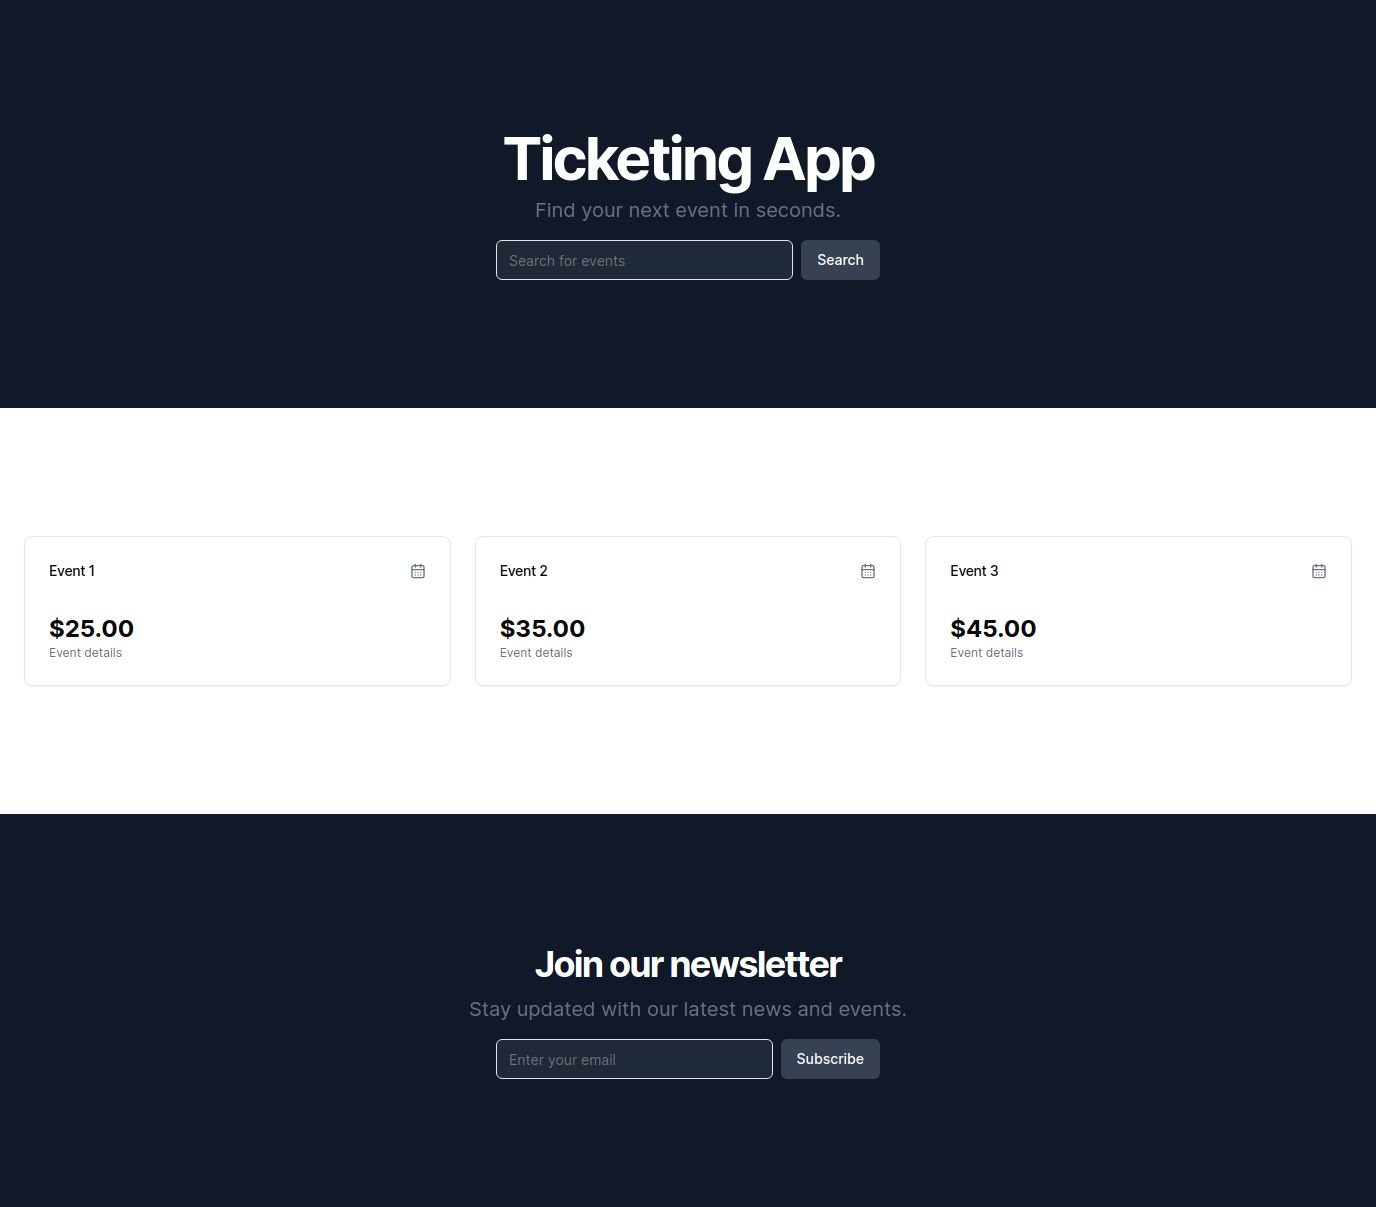 Ticketing App
Find your next event in seconds.
Search for events
Search
Event 1
$25.00
Event details
Event 2
$35.00
Event details
Event 3
$45.00
Event details
Join our newsletter
Stay updated with our latest news and events.
Enter your email
Subscribe